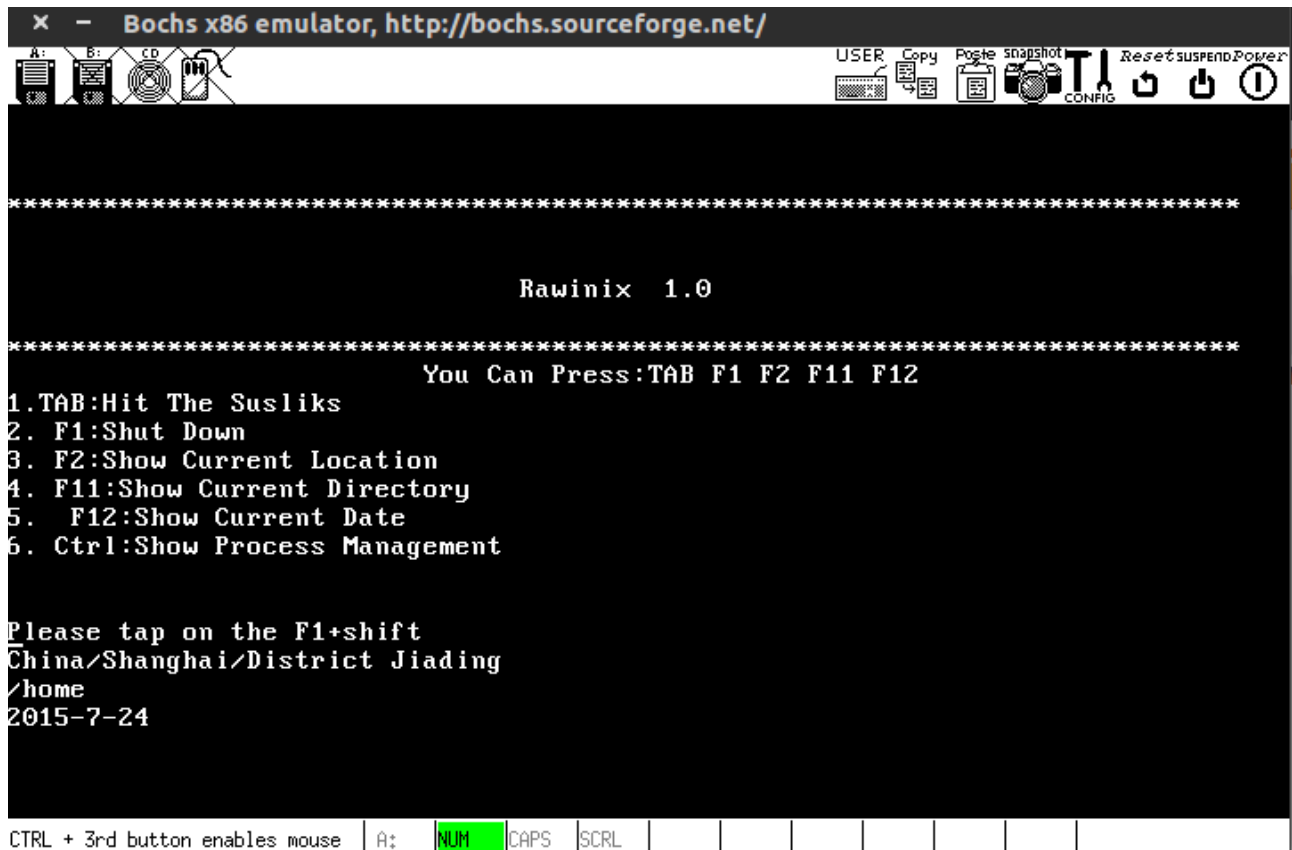 × – Bochs x86 emulator, http://bochs.sourceforge.net/
A: B: CD USER Copy Paste snapshot CONFIG Reset SUSPEND Power
******************************************************************************
Rawinix 1.0
******************************************************************************
You Can Press:TAB F1 F2 F11 F12
1.TAB:Hit The Susliks
2. F1:Shut Down
3. F2:Show Current Location
4. F11:Show Current Directory
5. F12:Show Current Date
6. Ctrl:Show Process Management
Please tap on the F1+shift
China/Shanghai/District Jiading
/home
2015-7-24
CTRL + 3rd button enables mouse A: NUM CAPS SCRL